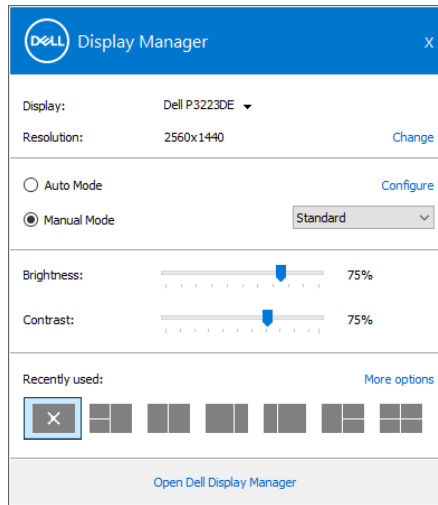 DELL Display Manager X
Display: Dell P3223DE
Resolution: 2560x1440 Change
Auto Mode Configure
Manual Mode Standard
Brightness: 75%
Contrast: 75%
Recently used: More options
Open Dell Display Manager